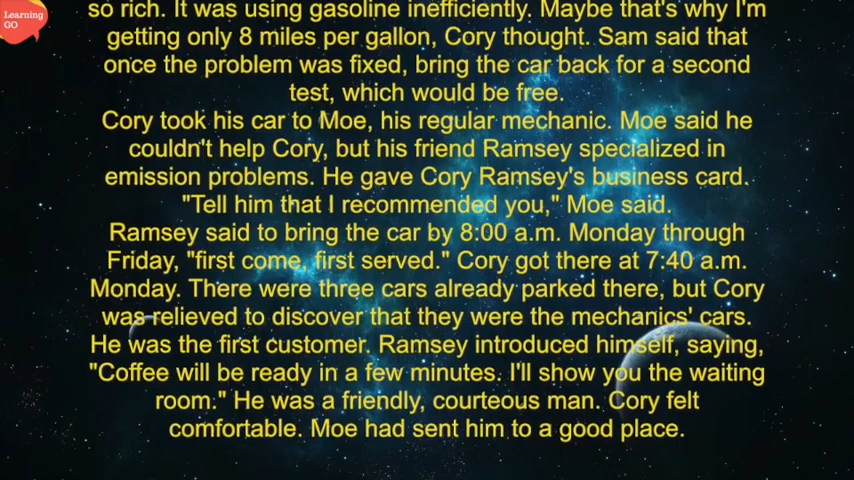 Learning
GO
so rich. It was using gasoline inefficiently. Maybe that's why I'm
getting only 8 miles per gallon, Cory thought. Sam said that
once the problem was fixed, bring the car back for a second
test, which would be free.
Cory took his car to Moe, his regular mechanic. Moe said he
couldn't help Cory, but his friend Ramsey specialized in
emission problems. He gave Cory Ramsey's business card.
"Tell him that I recommended you," Moe said.
Ramsey said to bring the car by 8:00 a.m. Monday through
Friday, "first come, first served." Cory got there at 7:40 a.m.
Monday. There were three cars already parked there, but Cory
was relieved to discover that they were the mechanics' cars.
He was the first customer. Ramsey introduced himself, saying,
"Coffee will be ready in a few minutes. I'll show you the waiting
room." He was a friendly, courteous man. Cory felt
comfortable. Moe had sent him to a good place.